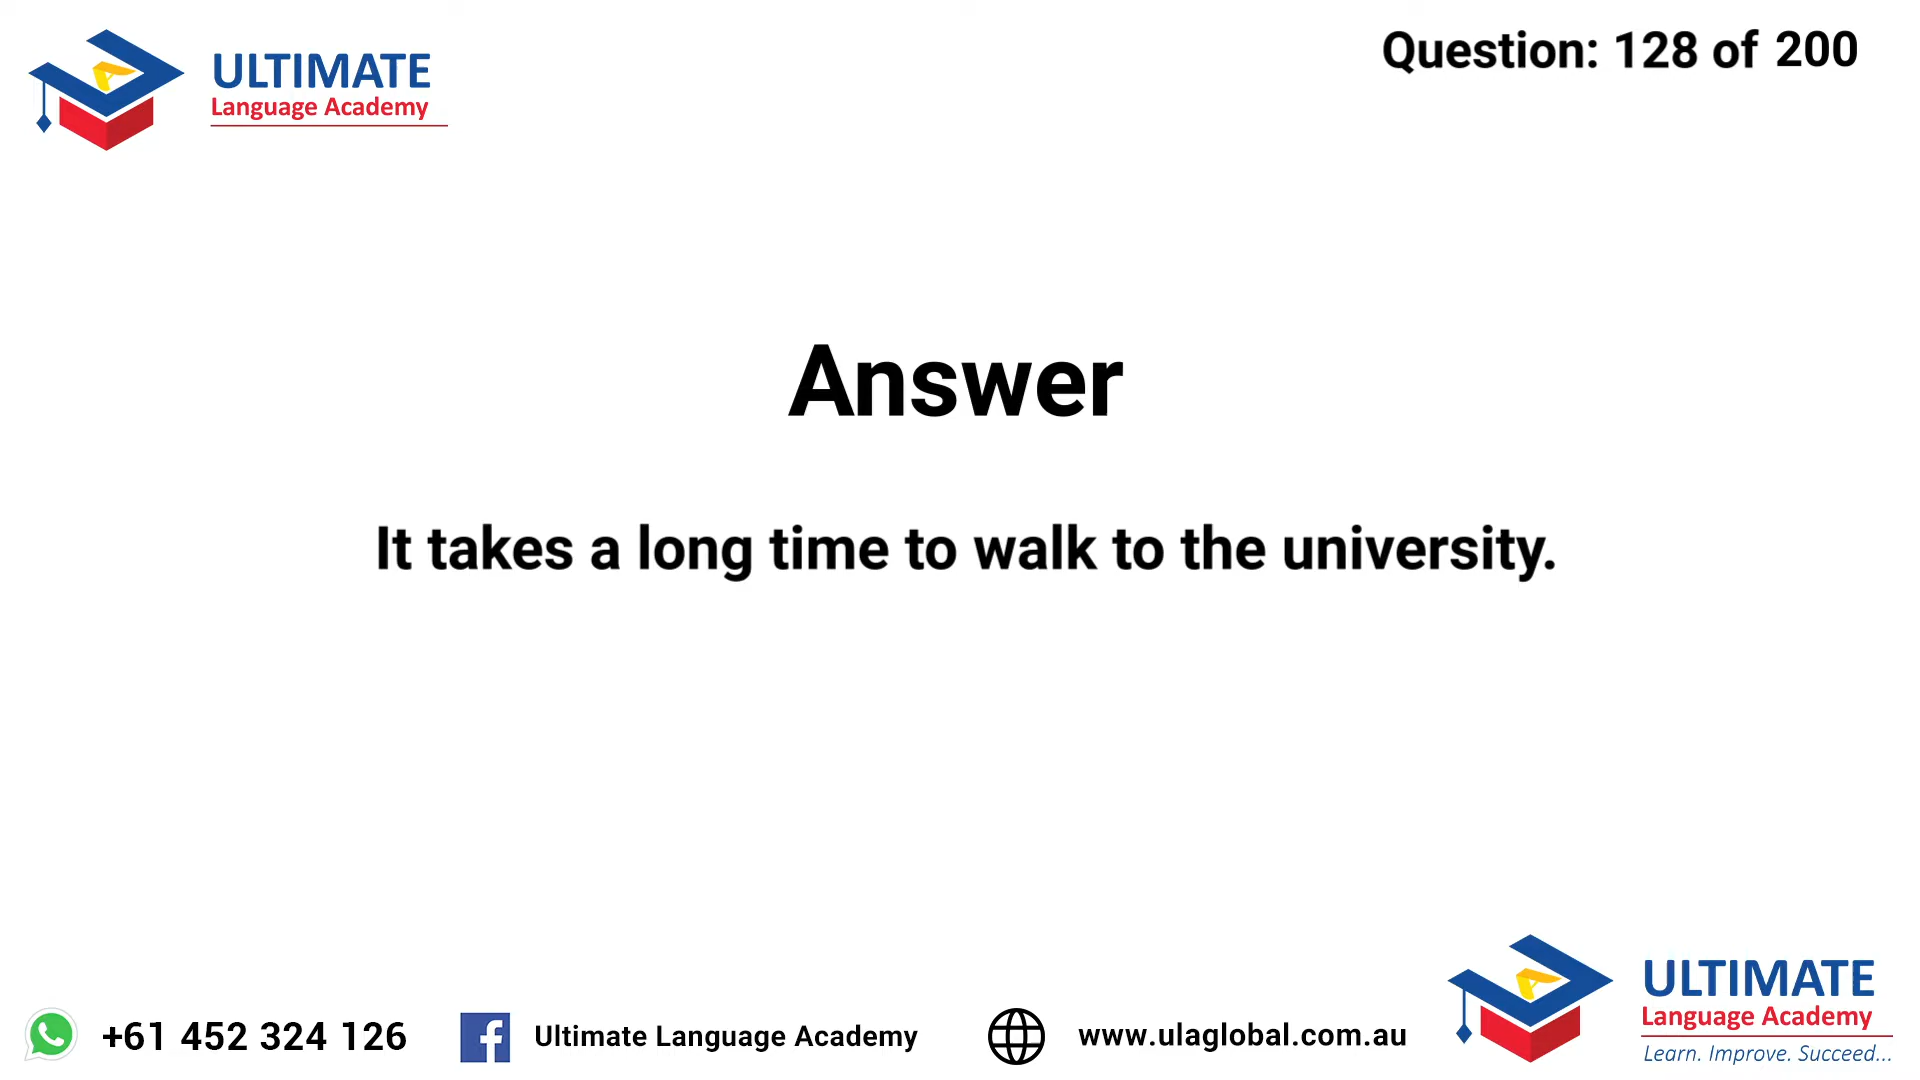 ULTIMATE
Language Academy
Question: 128 of 200
Answer
It takes a long time to walk to the university.
+61 452 324 126
Ultimate Language Academy
www.ulaglobal.com.au
ULTIMATE
Language Academy
Learn. Improve. Succeed...